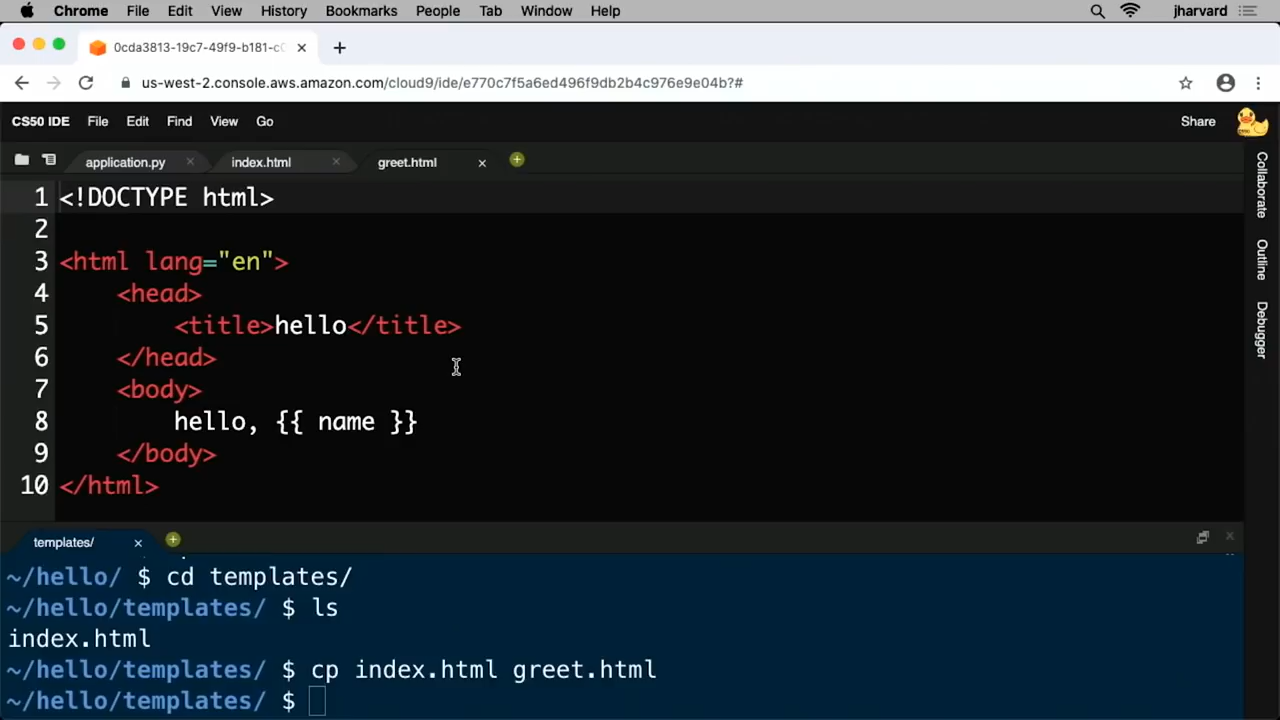 Chrome File Edit View History Bookmarks People Tab Window Help jharvard
0cda3813-19c7-49f9-b181-c
us-west-2.console.aws.amazon.com/cloud9/ide/e770c7f5a6ed496f9db2b4c976e9e04b?#
CS50 IDE File Edit Find View Go Share
application.py index.html greet.html
1 <!DOCTYPE html>
2
3 <html lang="en">
4 <head>
5 <title>hello</title>
6 </head>
7 <body>
8 hello, {{ name }}
9 </body>
10 </html>
Collaborate
Outline
Debugger
templates/
~/hello/ $ cd templates/
~/hello/templates/ $ ls
index.html
~/hello/templates/ $ cp index.html greet.html
~/hello/templates/ $